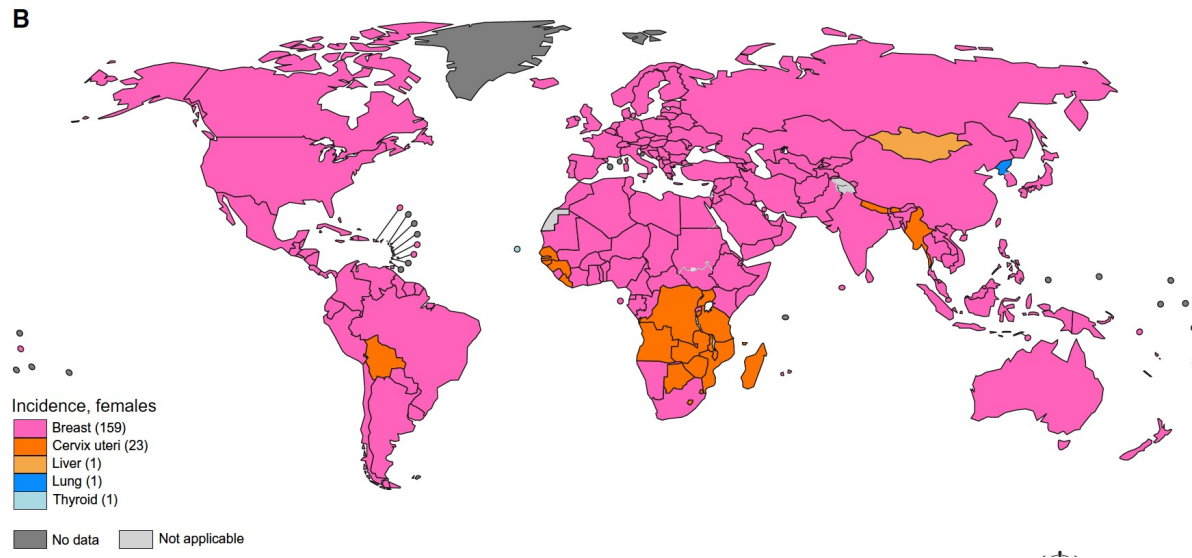 B
Incidence, females
Breast (159)
Cervix uteri (23)
Liver (1)
Lung (1)
Thyroid (1)
No data
Not applicable